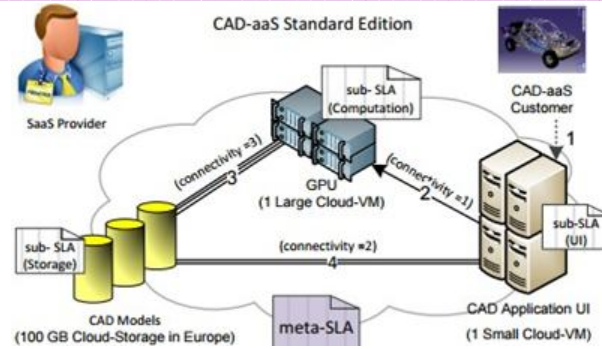 CAD-aaS Standard Edition
SaaS Provider
sub- SLA
(Computation)
CAD-aaS
Customer
1
(connectivity =3)
3
GPU
(1 Large Cloud-VM)
(connectivity =1)
2
sub- SLA
(Storage)
sub-SLA
(UI)
(connectivity =2)
4
CAD Models
(100 GB Cloud-Storage in Europe)
meta-SLA
CAD Application UI
(1 Small Cloud-VM)